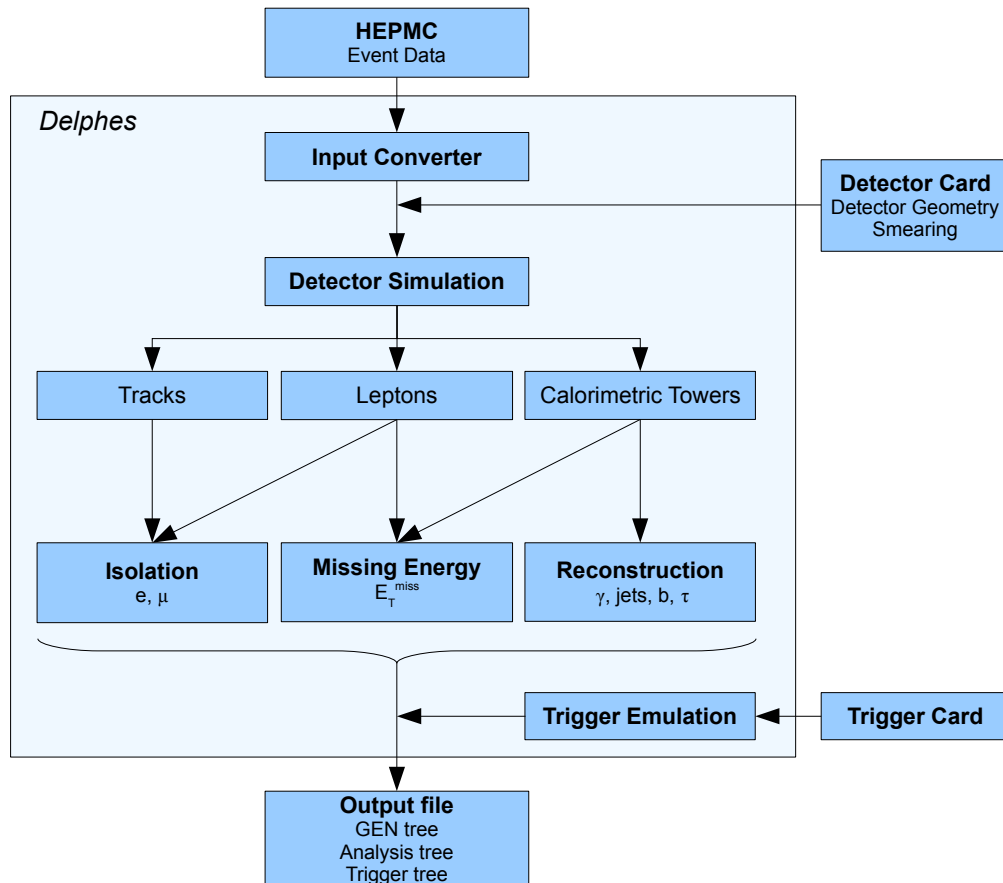 HEPMC
Event Data
Delphes
Input Converter
Detector Card
Detector Geometry
Smearing
Detector Simulation
Tracks
Leptons
Calorimetric Towers
Isolation
e, μ
Missing Energy
E_T^miss
Reconstruction
γ, jets, b, τ
Trigger Emulation
Trigger Card
Output file
GEN tree
Analysis tree
Trigger tree